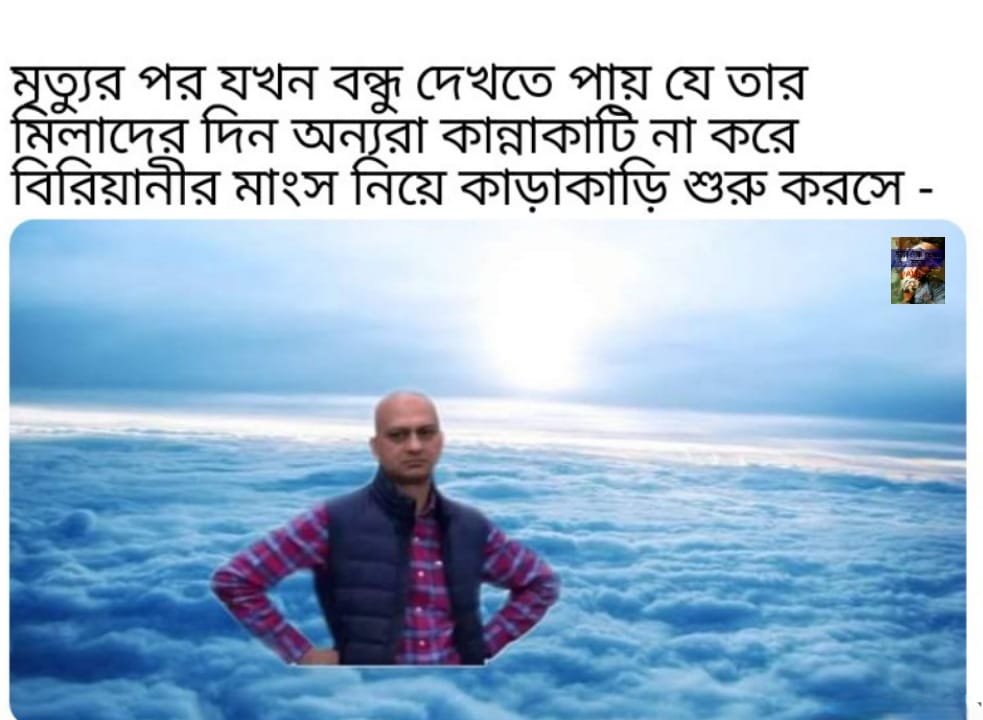 মৃত্যুর পর যখন বন্ধু দেখতে পায় যে তার
মিলাদের দিন অন্যরা কান্নাকাটি না করে
বিরিয়ানীর মাংস নিয়ে কাড়াকাড়ি শুরু করসে -